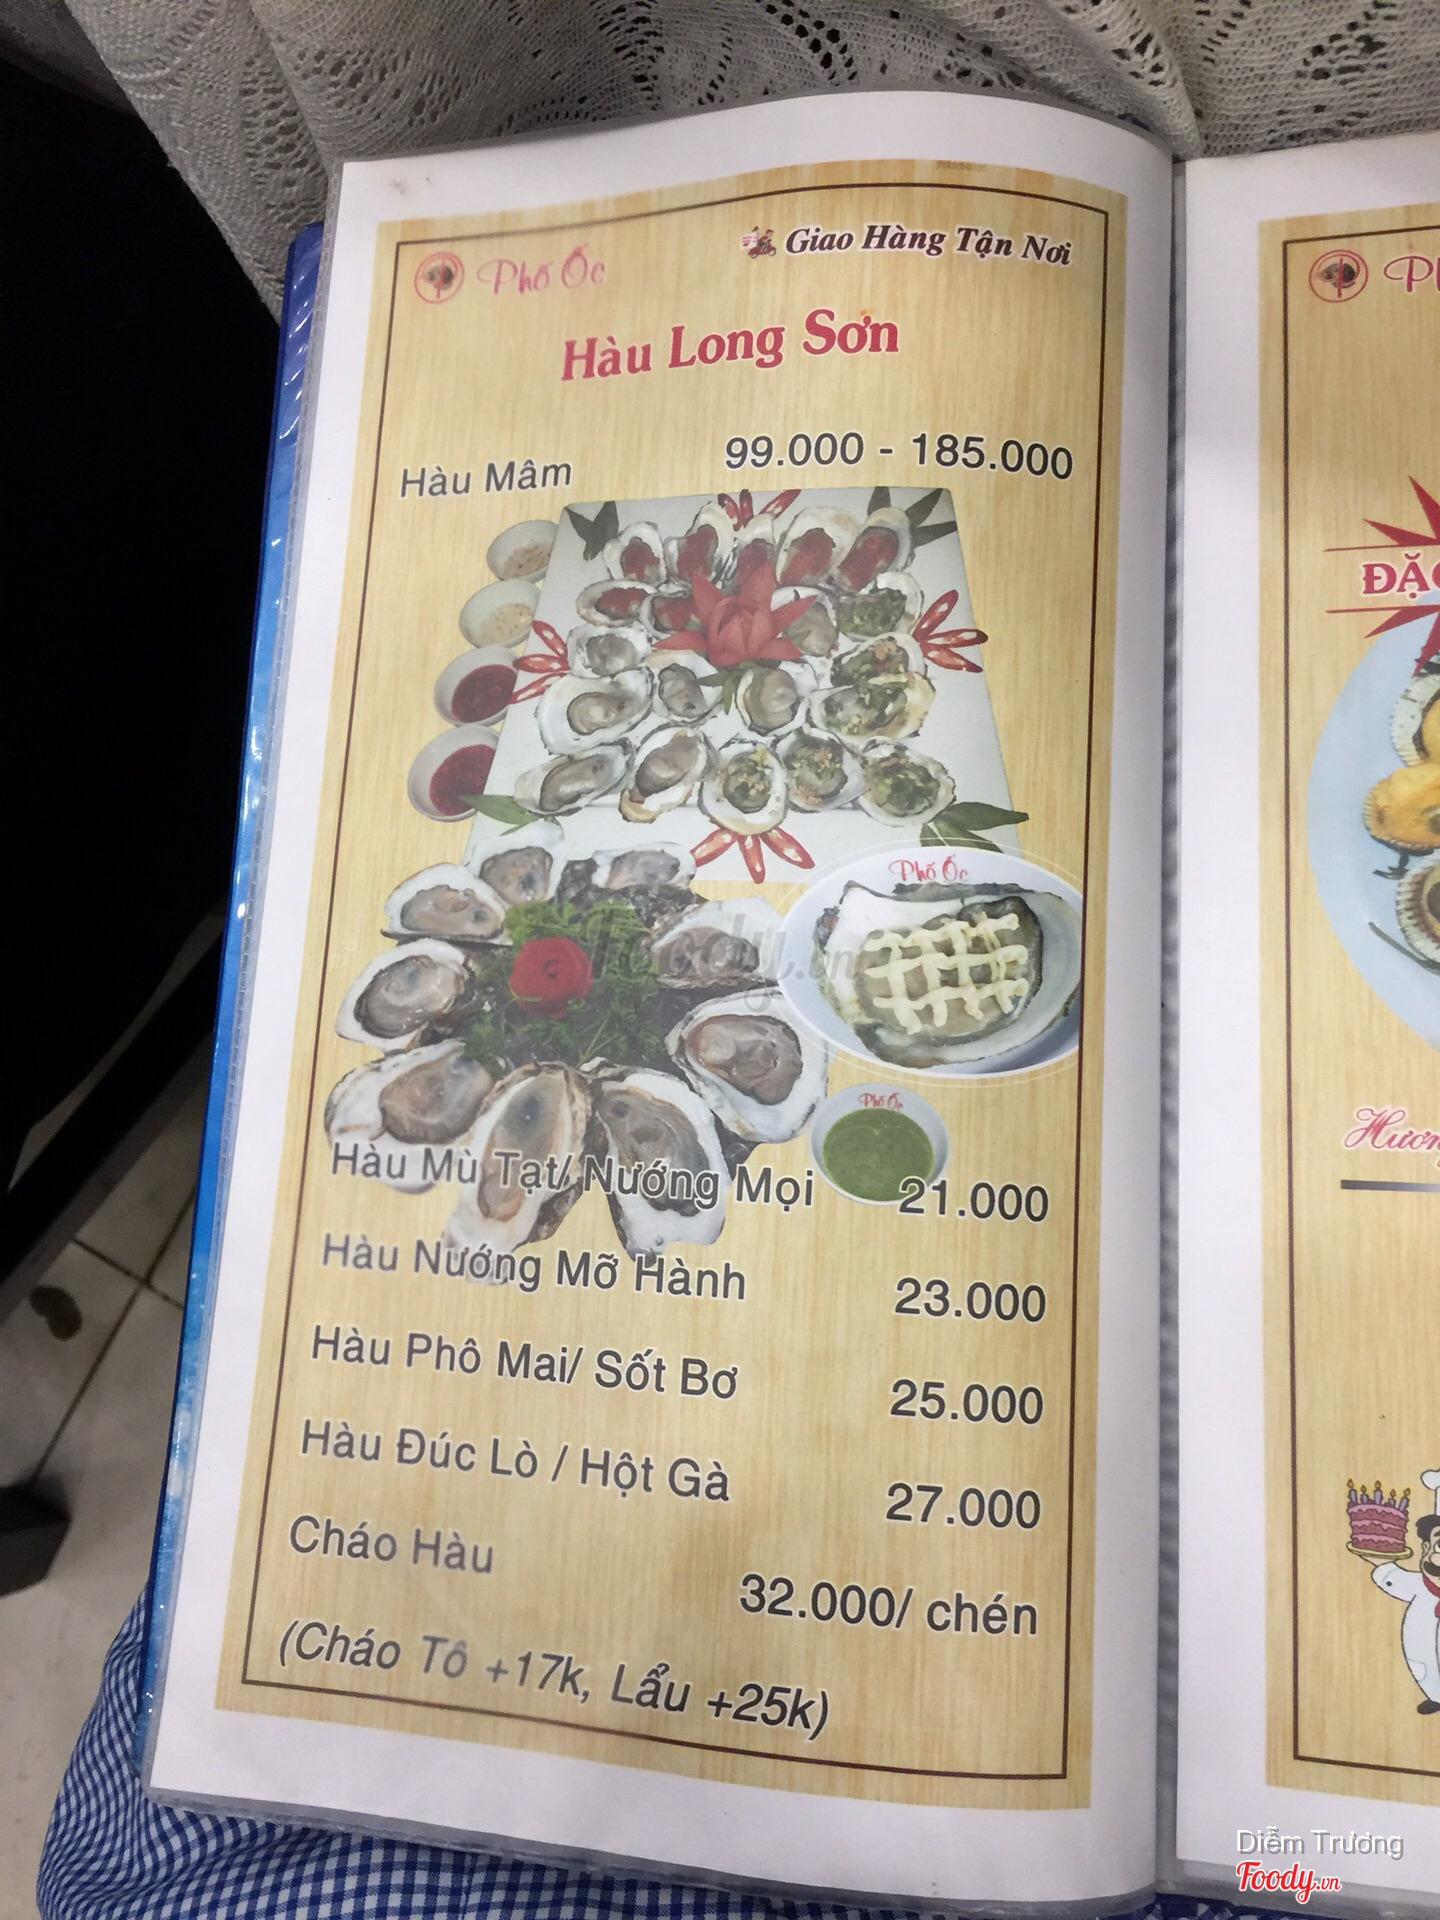 Phố Ốc
Giao Hàng Tận Nơi
Hàu Long Sơn
Hàu Mâm 99.000 - 185.000
Phố Ốc
Foody.vn
Phố Ốc
Hàu Mù Tạt/ Nướng Mọi 21.000
Hàu Nướng Mỡ Hành 23.000
Hàu Phô Mai/ Sốt Bơ 25.000
Hàu Đúc Lò / Hột Gà 27.000
Cháo Hàu 32.000/ chén
(Cháo Tô +17k, Lẩu +25k)
Diễm Trương
Foody.vn